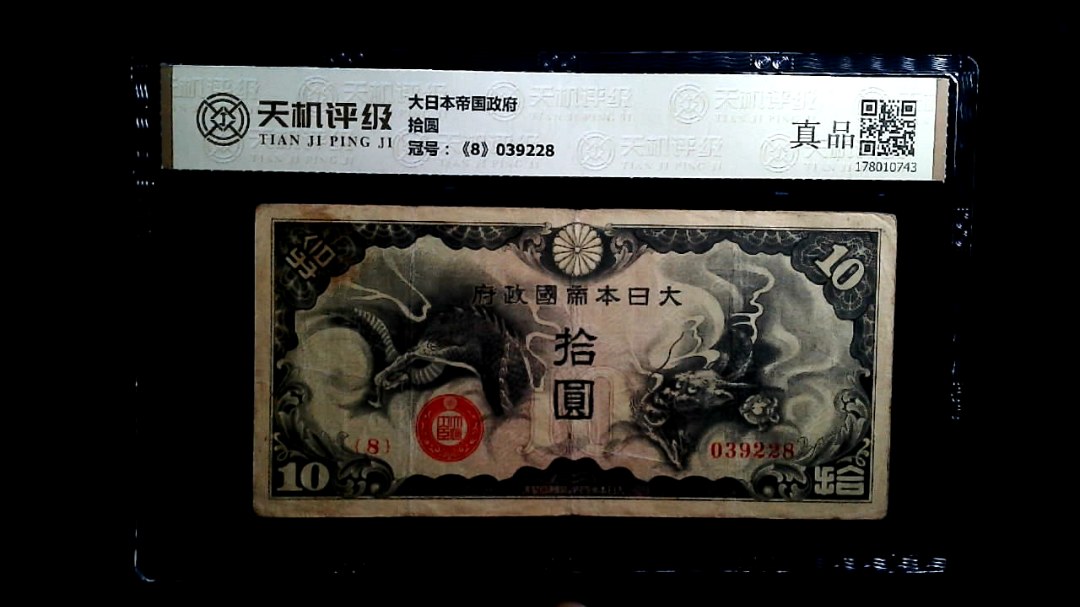 天机评级
TIAN JI PING JI
大日本帝国政府
拾圆
冠号：《8》039228
真品
178010743
拾
10
府政國帝本日大
拾
圓
{8}
039228
10
拾